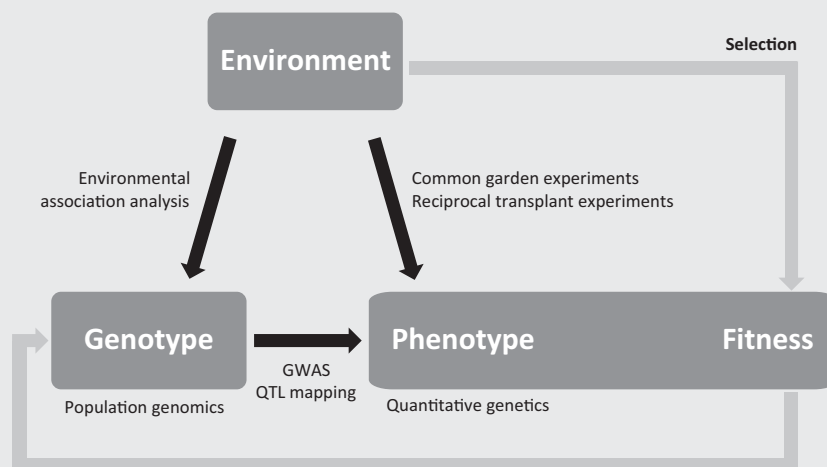 Environment
Selection
Environmental
association analysis
Common garden experiments
Reciprocal transplant experiments
Genotype
Phenotype
Fitness
GWAS
QTL mapping
Population genomics
Quantitative genetics